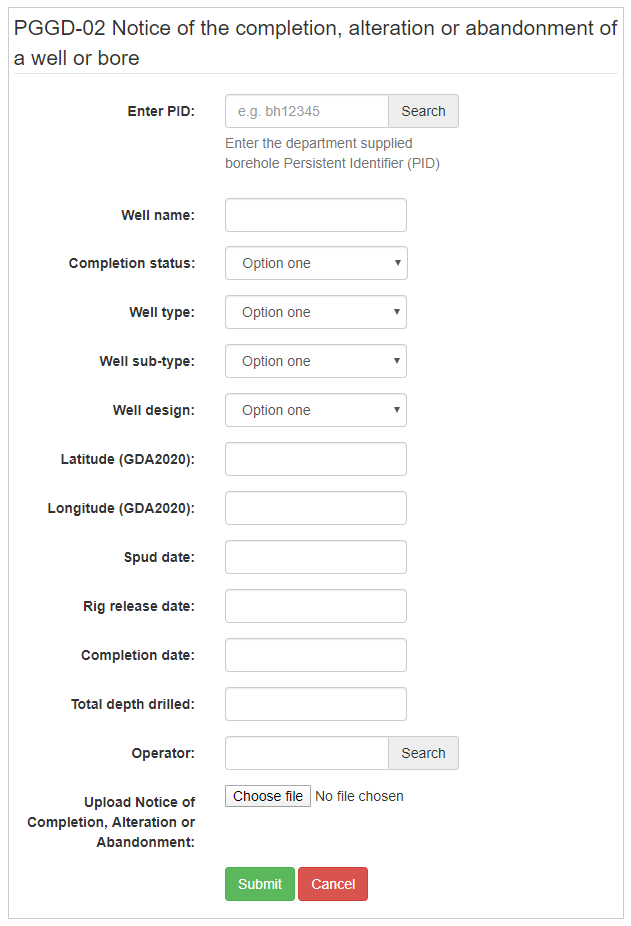 PGGD-02 Notice of the completion, alteration or abandonment of
a well or bore
Enter PID: e.g. bh12345 Search
Enter the department supplied
borehole Persistent Identifier (PID)
Well name:
Completion status: Option one
Well type: Option one
Well sub-type: Option one
Well design: Option one
Latitude (GDA2020):
Longitude (GDA2020):
Spud date:
Rig release date:
Completion date:
Total depth drilled:
Operator: Search
Upload Notice of Choose file No file chosen
Completion, Alteration or
Abandonment:
Submit Cancel